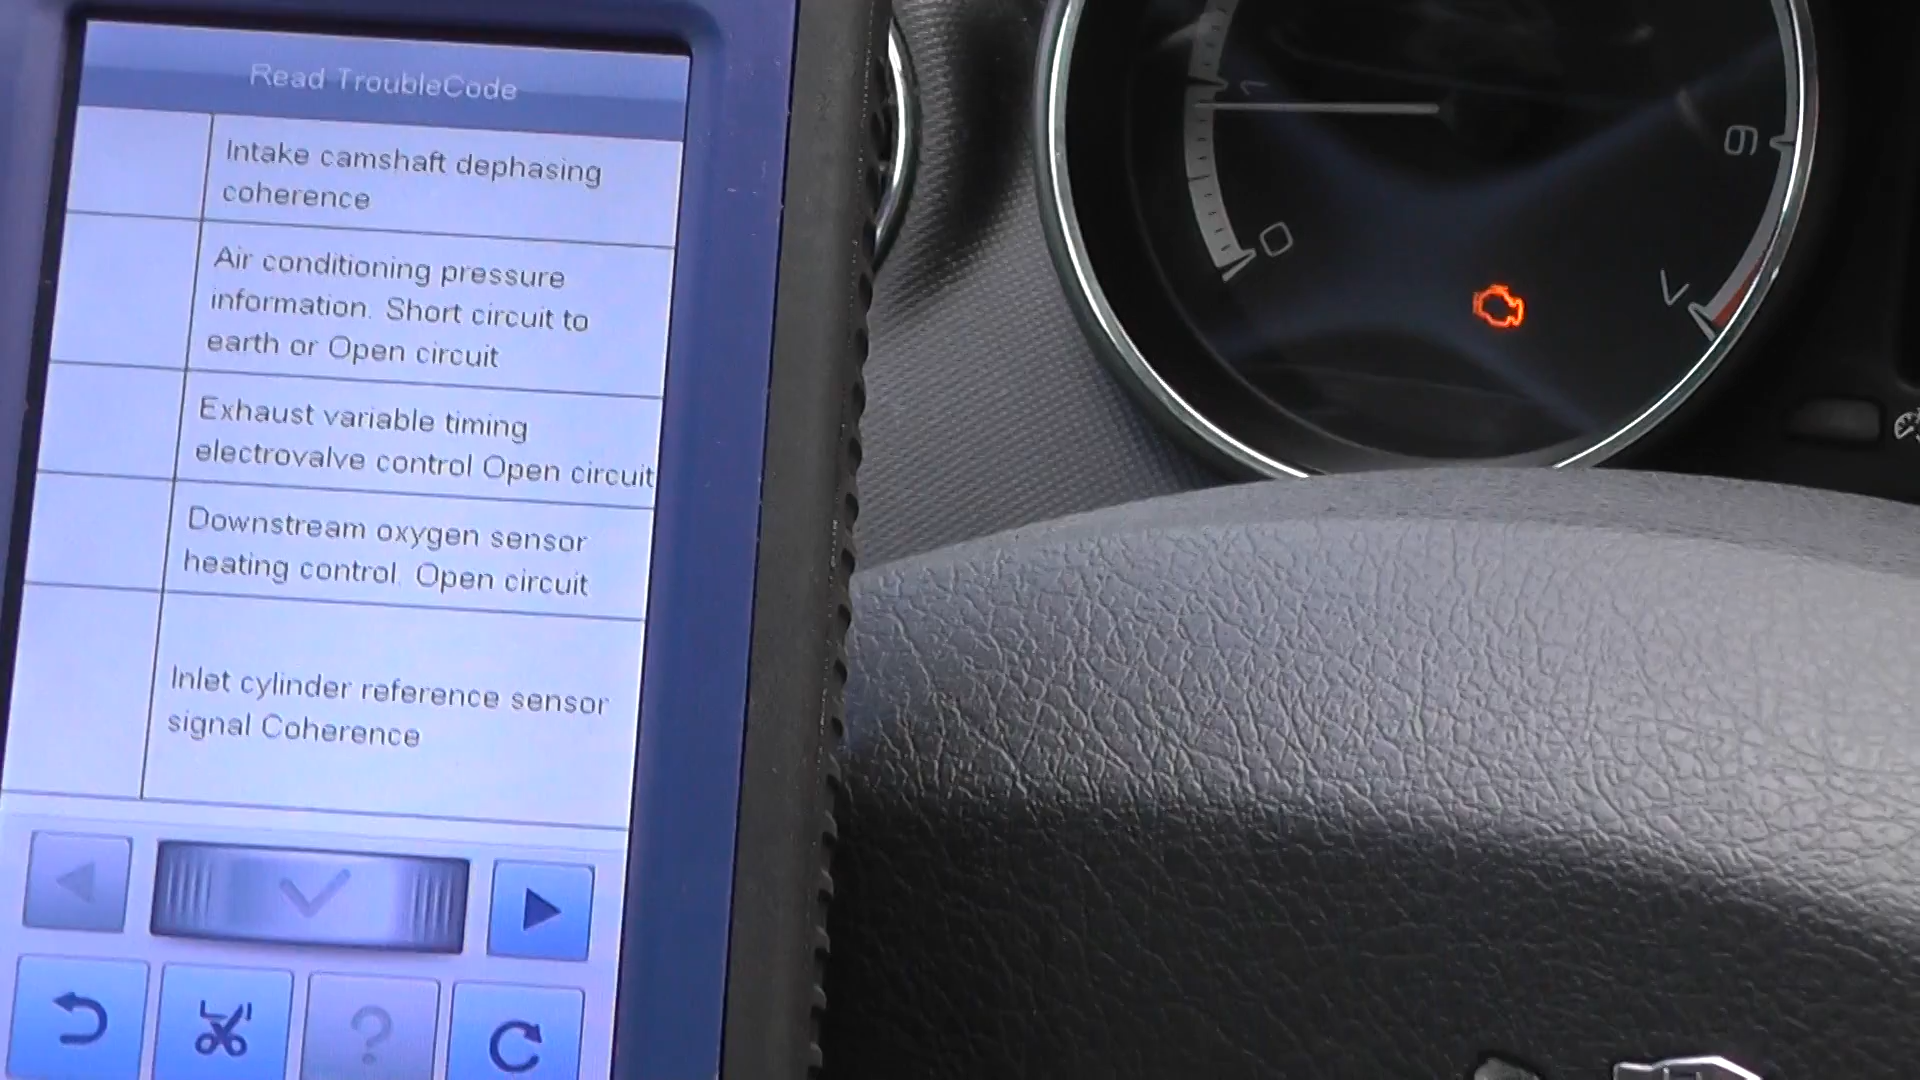 Read TroubleCode
Intake camshaft dephasing
coherence
Air conditioning pressure
information. Short circuit to
earth or Open circuit
Exhaust variable timing
electrovalve control Open circuit
Downstream oxygen sensor
heating control. Open circuit
Inlet cylinder reference sensor
signal Coherence
?
1
0
6
7